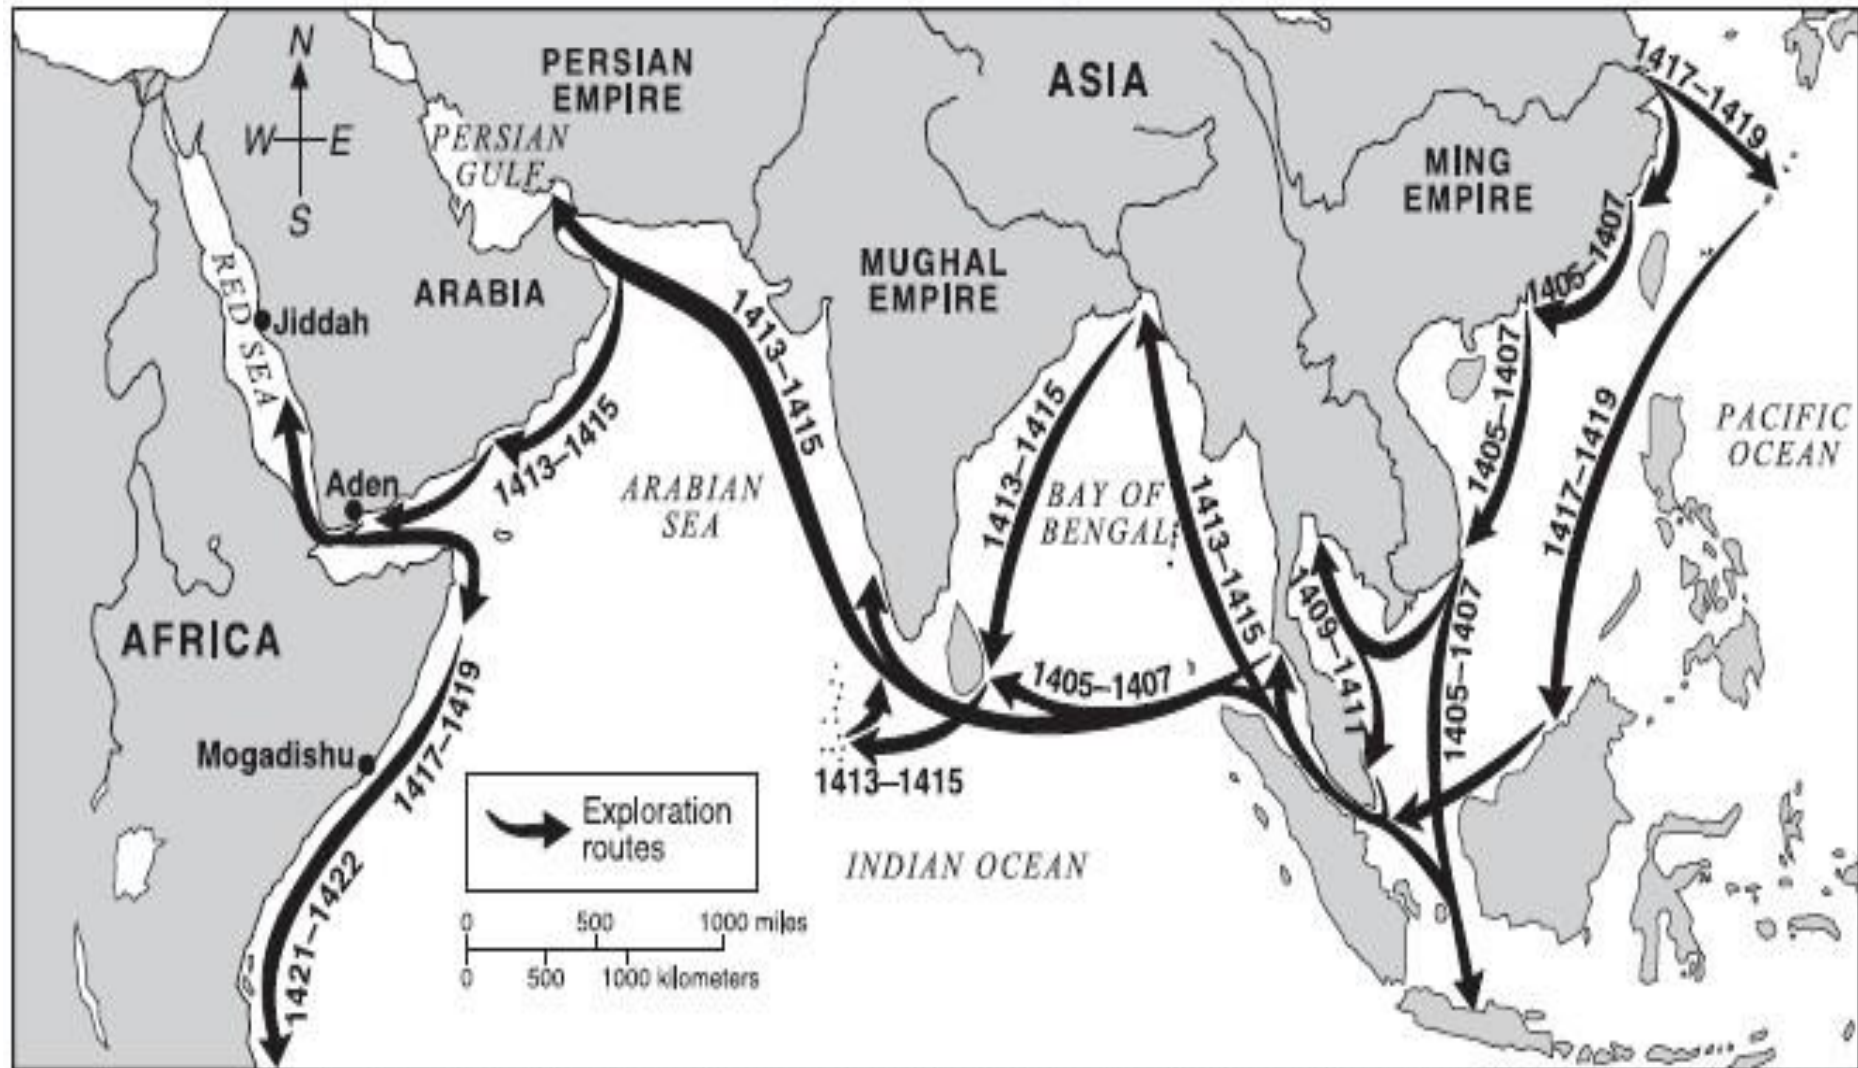 N
W
E
S
PERSIAN
EMPIRE
ASIA
PERSIAN
GULF
MING
EMPIRE
1417–1419
1405–1407
RED SEA
Jiddah
ARABIA
MUGHAL
EMPIRE
1413–1415
1405–1407
1417–1419
PACIFIC
OCEAN
1413–1415
ARABIAN
SEA
1413–1415
BAY OF
BENGAL
1413–1415
Aden
1409–1411
1405–1407
AFRICA
1405–1407
1417–1419
Mogadishu
1413–1415
Exploration
routes
INDIAN OCEAN
1421–1422
0 500 1000 miles
0 500 1000 kilometers